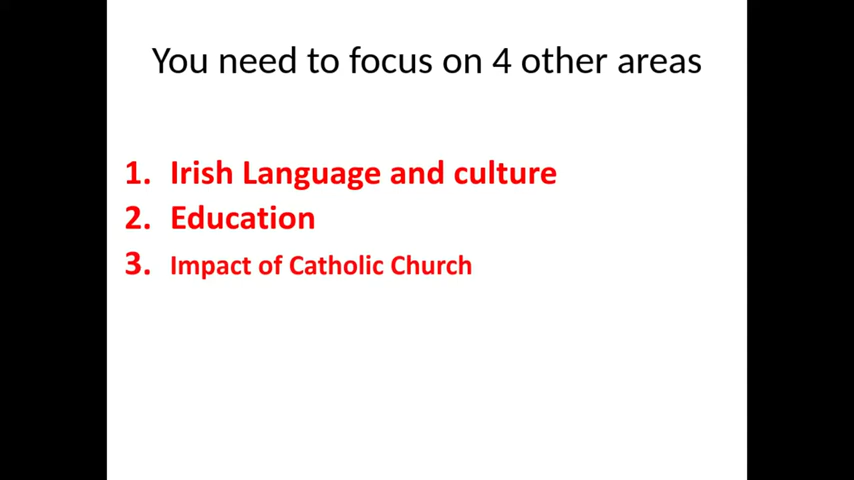 You need to focus on 4 other areas
1. Irish Language and culture
2. Education
3. Impact of Catholic Church